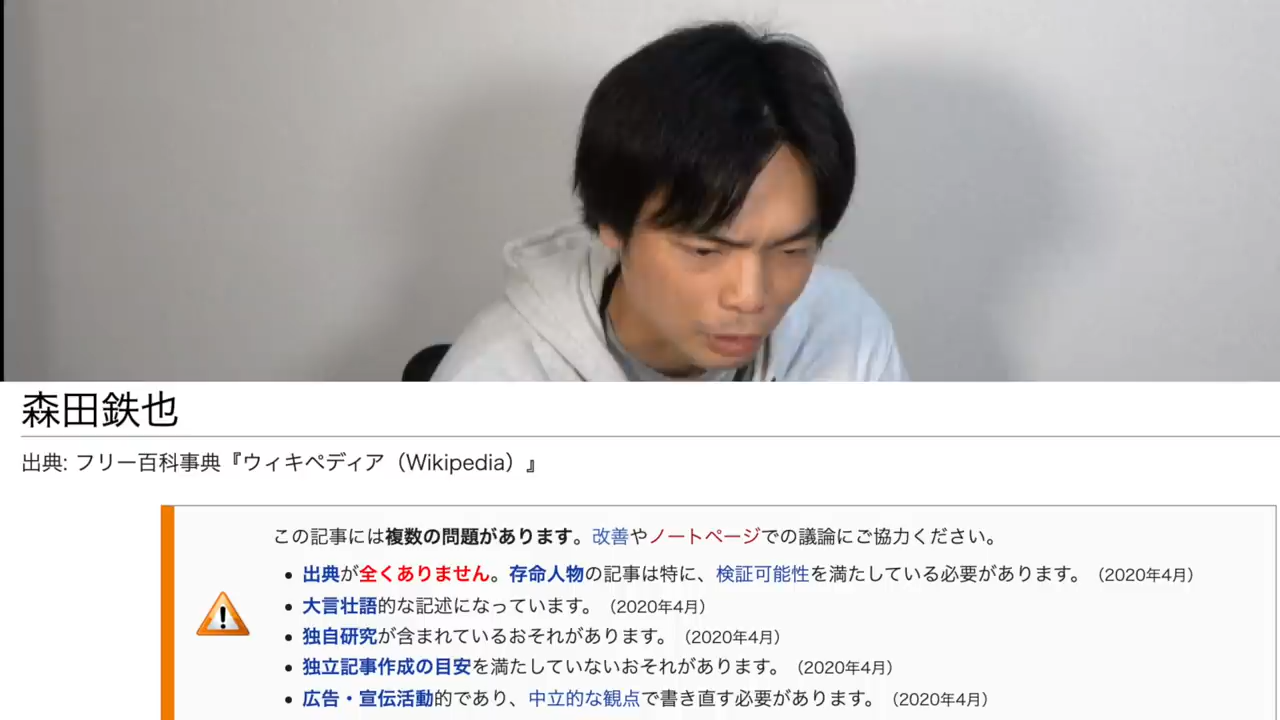 森田鉄也
出典: フリー百科事典『ウィキペディア（Wikipedia）』
この記事には複数の問題があります。改善やノートページでの議論にご協力ください。
• 出典が全くありません。存命人物の記事は特に、検証可能性を満たしている必要があります。（2020年4月）
• 大言壮語的な記述になっています。（2020年4月）
• 独自研究が含まれているおそれがあります。（2020年4月）
• 独立記事作成の目安を満たしていないおそれがあります。（2020年4月）
• 広告・宣伝活動的であり、中立的な観点で書き直す必要があります。（2020年4月）